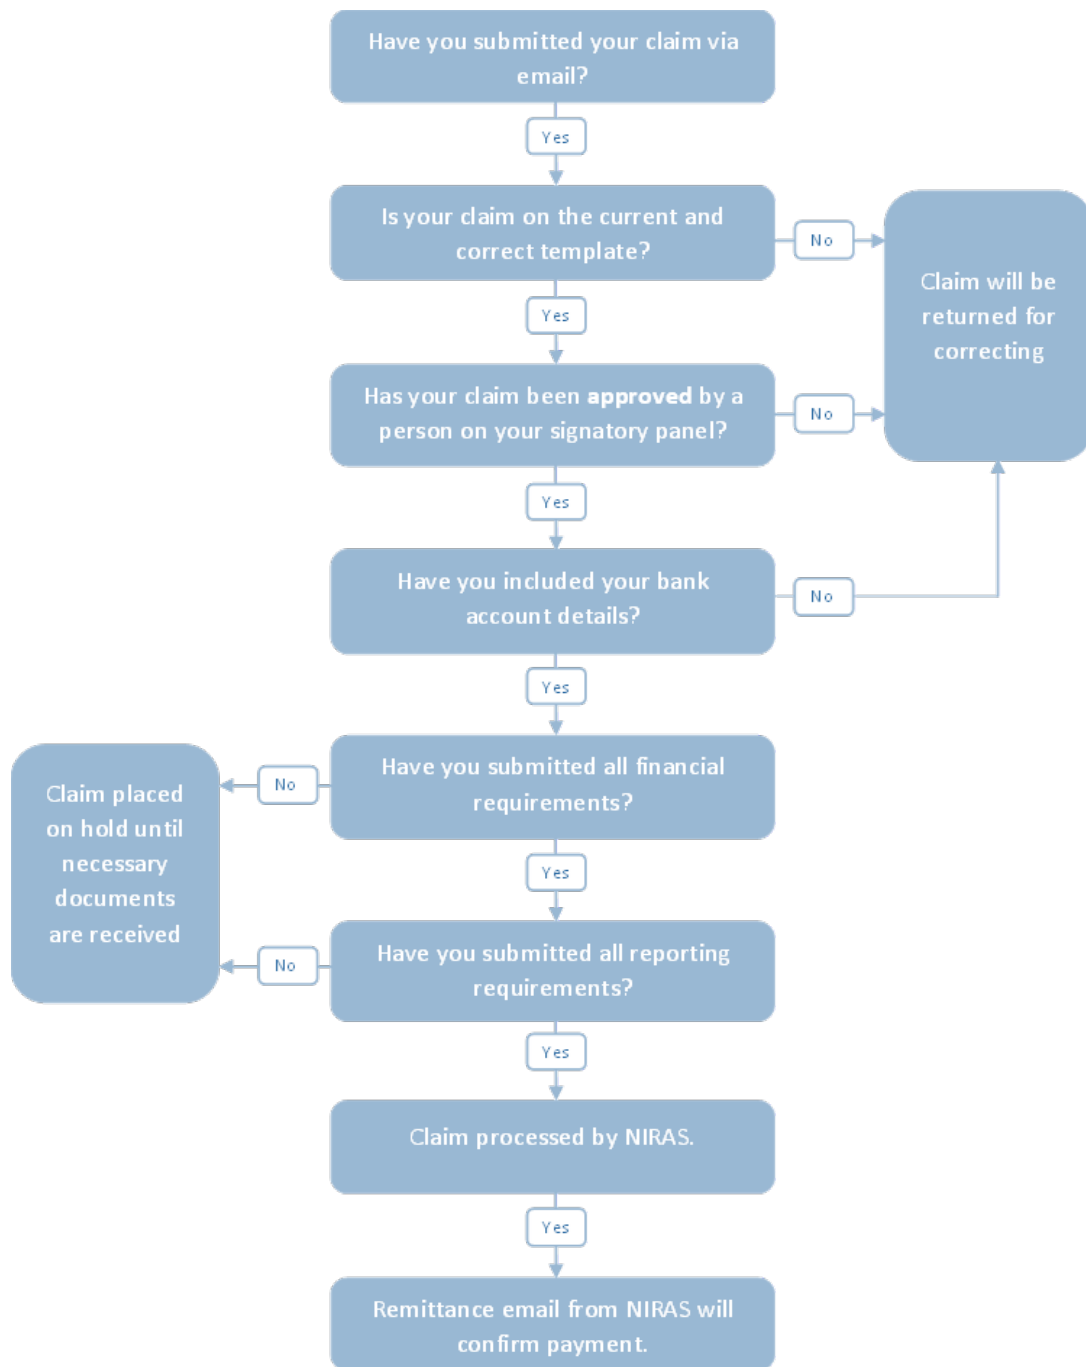 Have you submitted your claim via
email?
Yes
Is your claim on the current and
correct template?
No
Claim will be
returned for
correcting
Yes
Has your claim been approved by a
person on your signatory panel?
No
Yes
Have you included your bank
account details?
No
Yes
Have you submitted all financial
requirements?
No
Claim placed
on hold until
necessary
documents
are received
Yes
Have you submitted all reporting
requirements?
No
Yes
Claim processed by NIRAS.
Yes
Remittance email from NIRAS will
confirm payment.